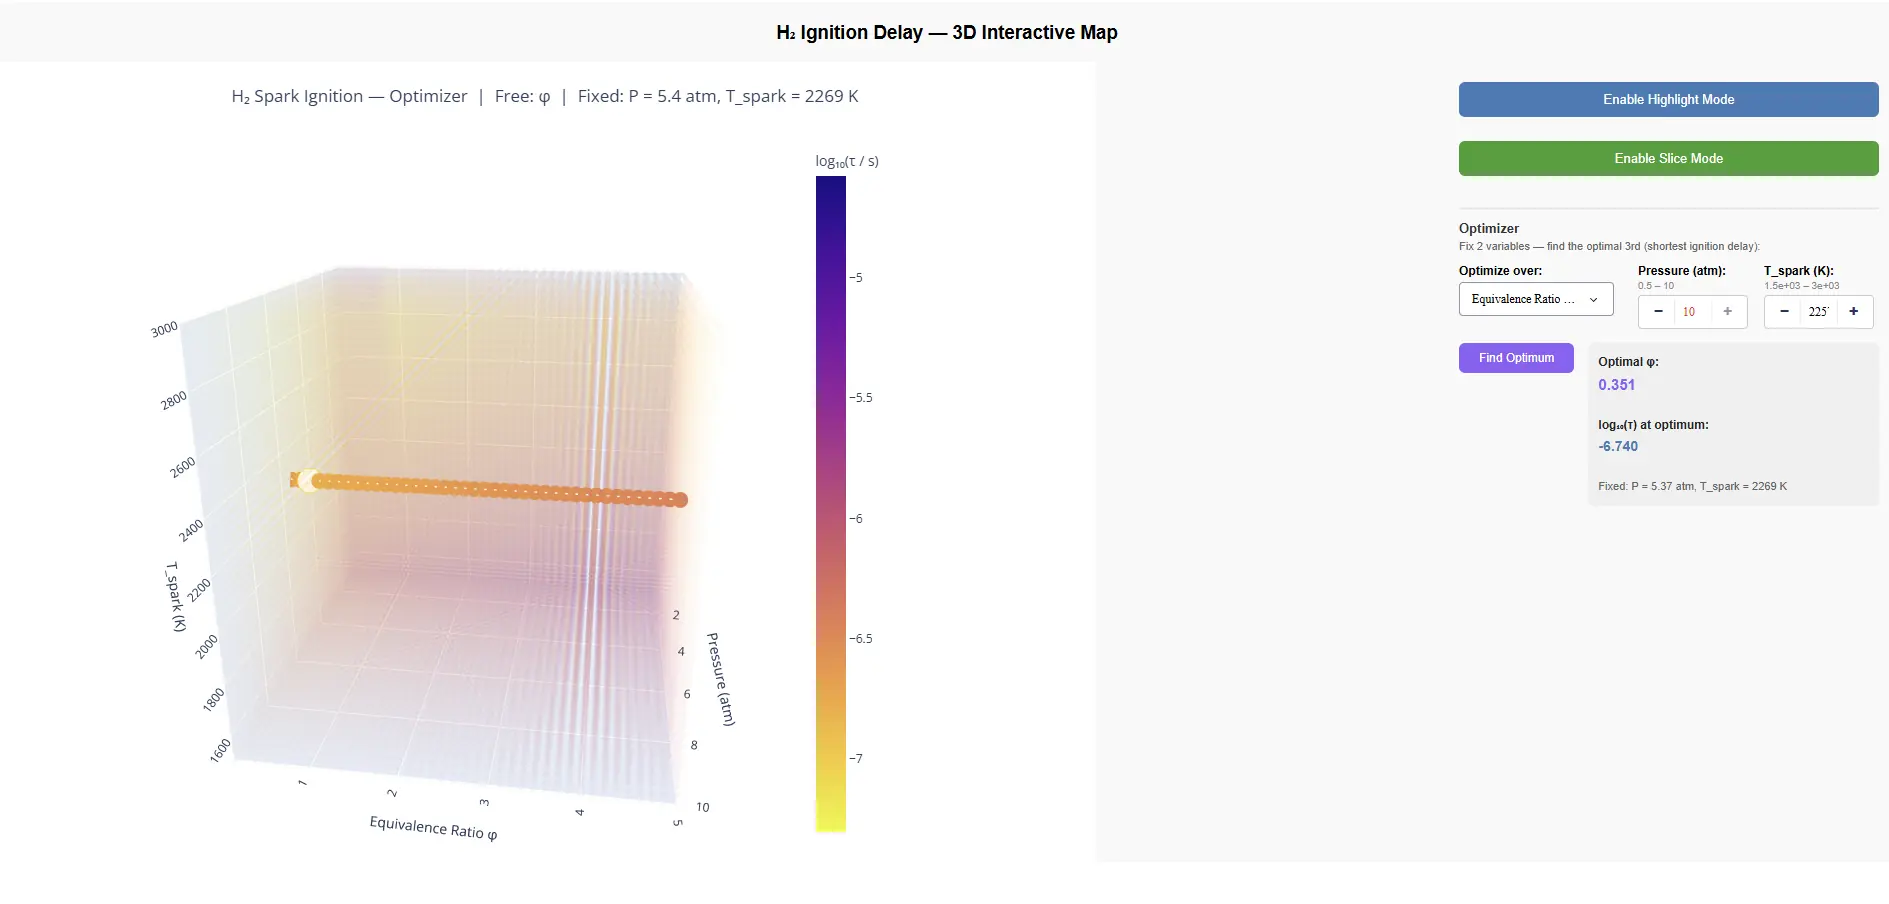 H₂ Ignition Delay — 3D Interactive Map
H₂ Spark Ignition — Optimizer | Free: φ | Fixed: P = 5.4 atm, T_spark = 2269 K
log₁₀(τ / s)
−5
−5.5
−6
−6.5
−7
3000
2800
2600
2400
2200
2000
1800
1600
T_spark (K)
1
2
3
4
5
Equivalence Ratio φ
2
4
6
8
10
Pressure (atm)
Enable Highlight Mode
Enable Slice Mode
Optimizer
Fix 2 variables — find the optimal 3rd (shortest ignition delay):
Optimize over:
Equivalence Ratio ...
Pressure (atm):
0.5 – 10
− 10 +
T_spark (K):
1.5e+03 – 3e+03
− 225 +
Find Optimum
Optimal φ:
0.351
log₁₀(τ) at optimum:
-6.740
Fixed: P = 5.37 atm, T_spark = 2269 K